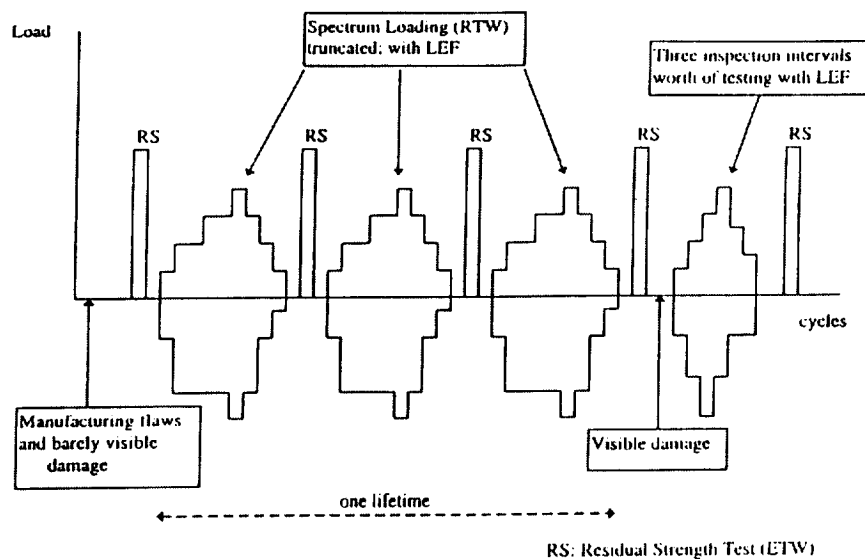 Load
Spectrum Loading (RTW)
truncated; with LEF
Three inspection intervals
worth of testing with LEF
RS
RS
RS
RS
RS
cycles
Manufacturing flaws
and barely visible
damage
Visible damage
one lifetime
RS: Residual Strength Test (ETW)